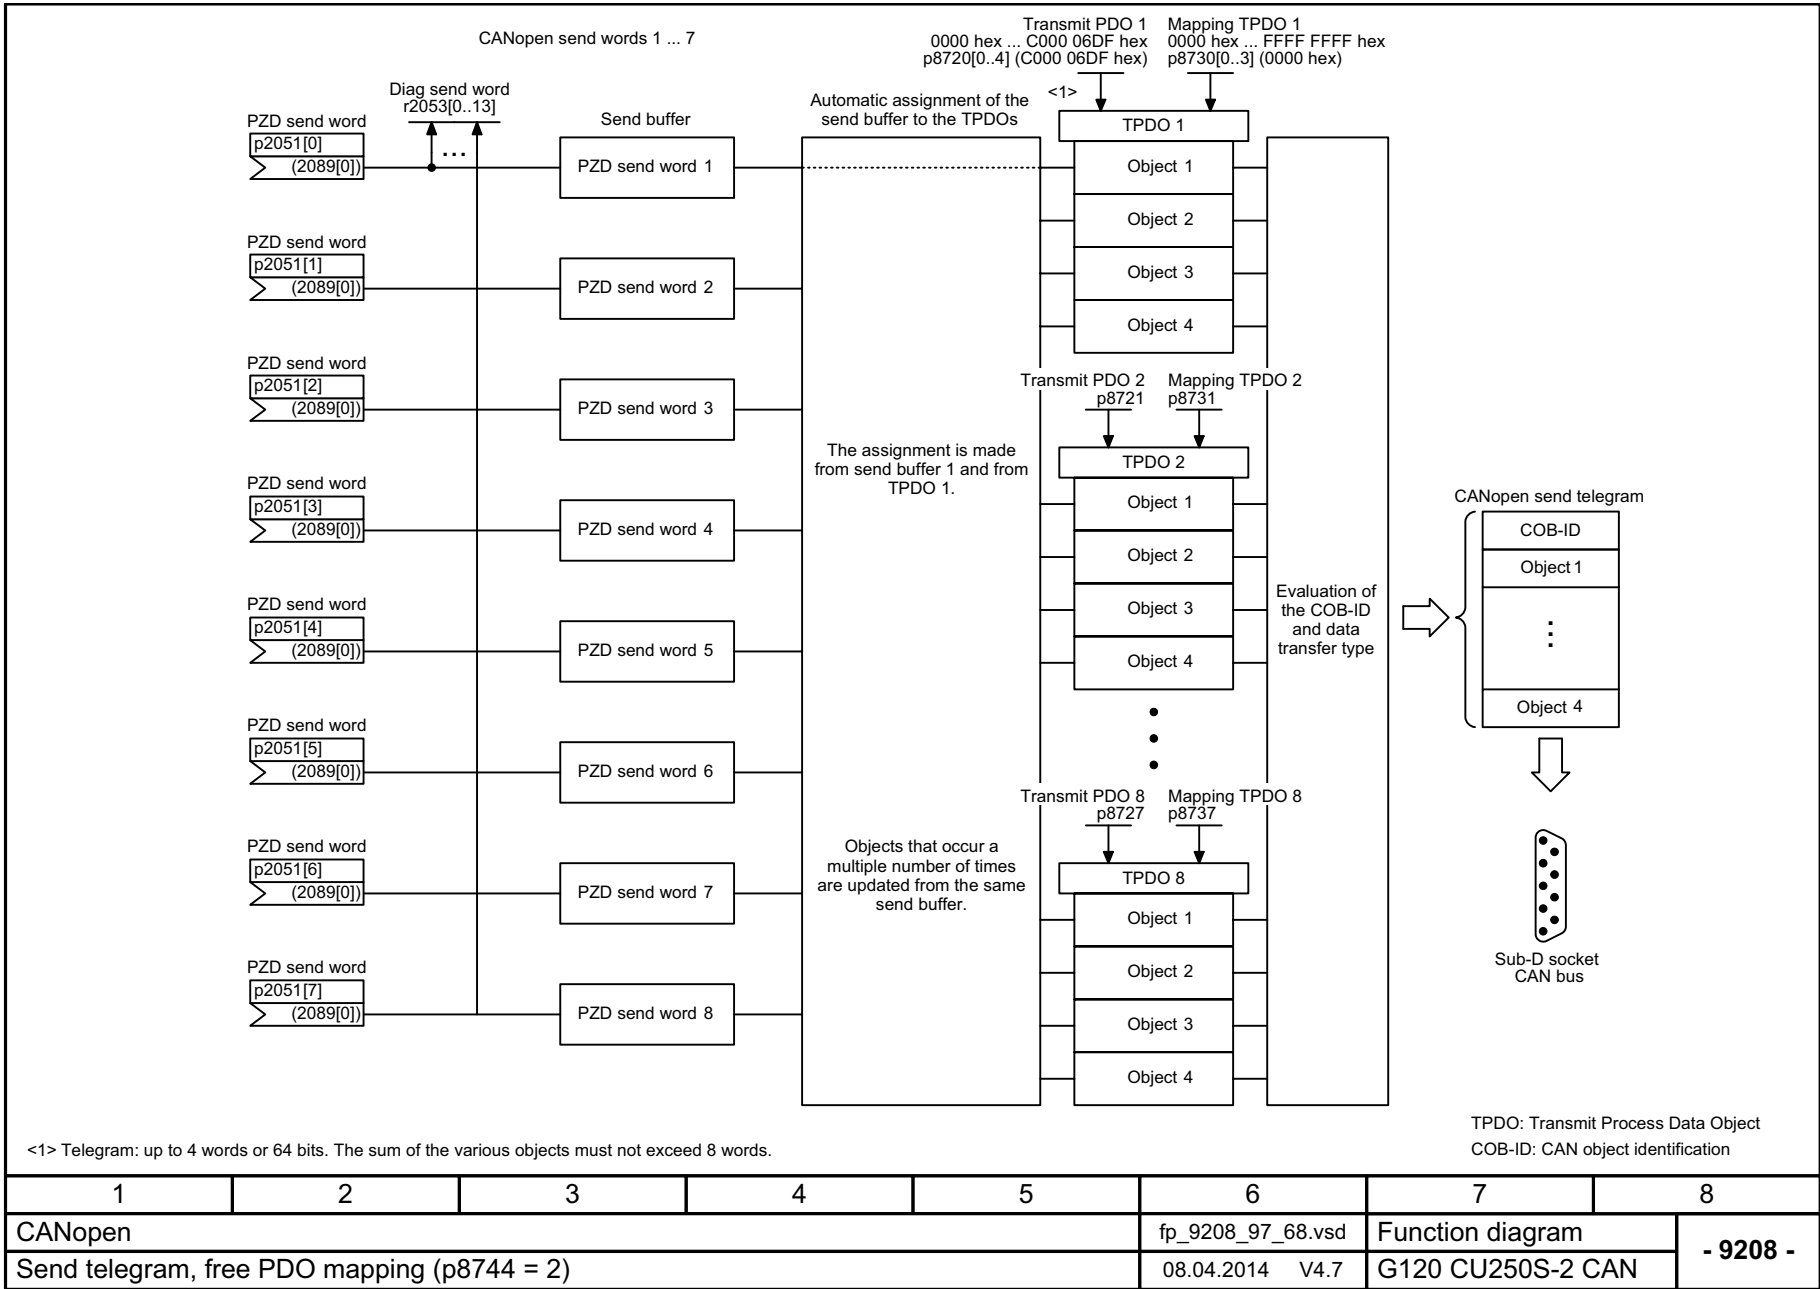 CANopen send words 1 ... 7
Transmit PDO 1
0000 hex ... C000 06DF hex
p8720[0..4] (C000 06DF hex)
Mapping TPDO 1
0000 hex ... FFFF FFFF hex
p8730[0..3] (0000 hex)
<1>
Diag send word
r2053[0..13]
...
Send buffer
Automatic assignment of the
send buffer to the TPDOs
PZD send word
p2051[0]
(2089[0])
PZD send word 1
PZD send word
p2051[1]
(2089[0])
PZD send word 2
PZD send word
p2051[2]
(2089[0])
PZD send word 3
PZD send word
p2051[3]
(2089[0])
PZD send word 4
PZD send word
p2051[4]
(2089[0])
PZD send word 5
PZD send word
p2051[5]
(2089[0])
PZD send word 6
PZD send word
p2051[6]
(2089[0])
PZD send word 7
PZD send word
p2051[7]
(2089[0])
PZD send word 8
The assignment is made
from send buffer 1 and from
TPDO 1.
Objects that occur a
multiple number of times
are updated from the same
send buffer.
TPDO 1
Object 1
Object 2
Object 3
Object 4
Transmit PDO 2
p8721
Mapping TPDO 2
p8731
TPDO 2
Object 1
Object 2
Object 3
Object 4
Transmit PDO 8
p8727
Mapping TPDO 8
p8737
TPDO 8
Object 1
Object 2
Object 3
Object 4
Evaluation of
the COB-ID
and data
transfer type
CANopen send telegram
COB-ID
Object 1
Object 4
Sub-D socket
CAN bus
TPDO: Transmit Process Data Object
COB-ID: CAN object identification
<1> Telegram: up to 4 words or 64 bits. The sum of the various objects must not exceed 8 words.
1 2 3 4 5 6 7 8
CANopen
fp_9208_97_68.vsd
Function diagram
- 9208 -
Send telegram, free PDO mapping (p8744 = 2)
08.04.2014 V4.7
G120 CU250S-2 CAN